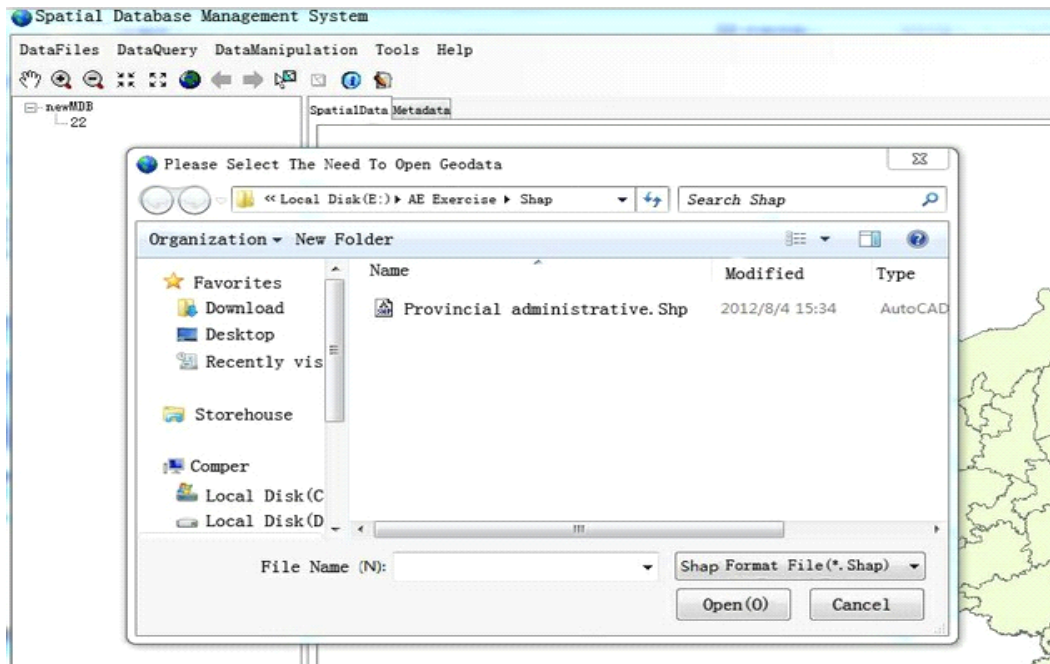 Spatial Database Management System
DataFiles DataQuery DataManipulation Tools Help
newMDB
22
SpatialData Metadata
Please Select The Need To Open Geodata
« Local Disk(E:) ▸ AE Exercise ▸ Shap
Search Shap
Organization New Folder
Favorites
Download
Desktop
Recently vis
Storehouse
Comper
Local Disk(C
Local Disk(D
Name Modified Type
Provincial administrative.Shp 2012/8/4 15:34 AutoCAD
File Name (N):
Shap Format File(*.Shap)
Open(O) Cancel